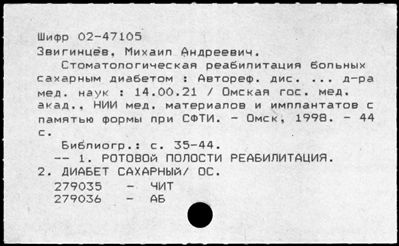 Шифр 02-47105
Звигинцев, Михаил Андреевич.
Стоматологическая реабилитация больных
сахарным диабетом : Автореф. дис. ... д-ра
мед. наук : 14.00.21 / Омская гос. мед.
акад., НИИ мед. материалов и имплантатов с
памятью формы при СФТИ. - Омск, 1998. - 44
с.
Библиогр.: с. 35-44.
-- 1. РОТОВОЙ ПОЛОСТИ РЕАБИЛИТАЦИЯ.
2. ДИАБЕТ САХАРНЫЙ/ ОС.
279035 - ЧИТ
279036 - АБ